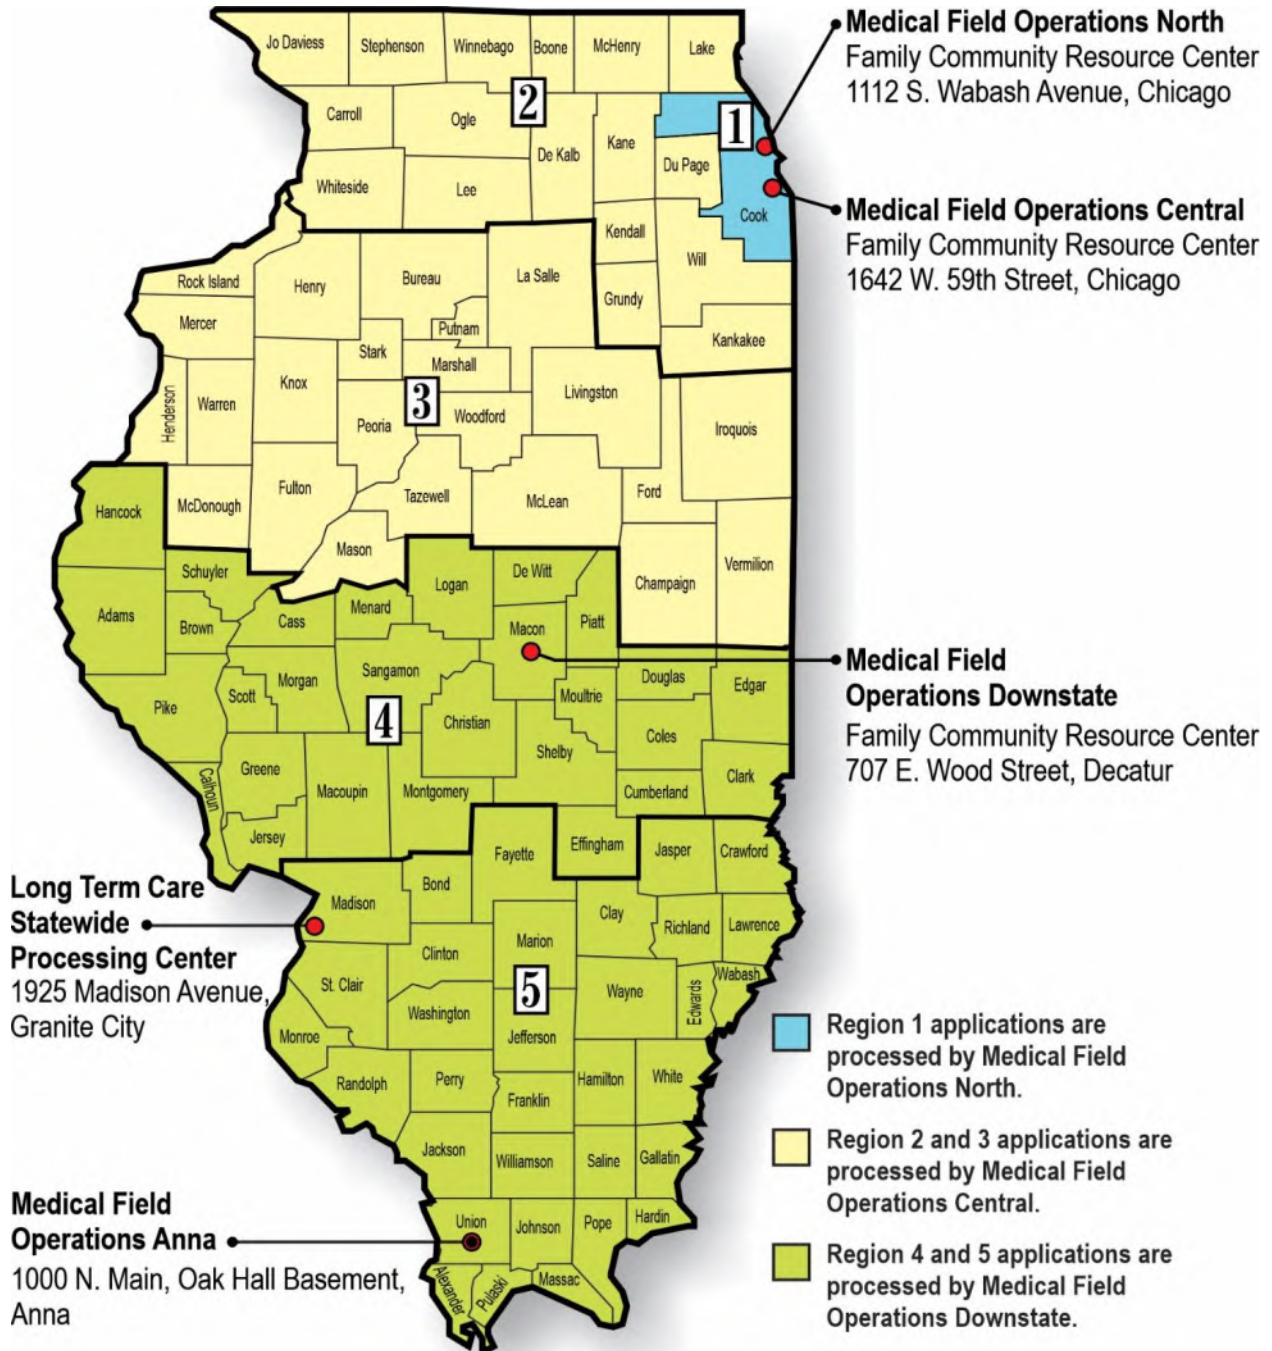 Medical Field Operations North
Family Community Resource Center
1112 S. Wabash Avenue, Chicago
Medical Field Operations Central
Family Community Resource Center
1642 W. 59th Street, Chicago
Jo Daviess
Stephenson
Winnebago
Boone
McHenry
Lake
2
1
Carroll
Ogle
De Kalb
Kane
Du Page
Cook
Whiteside
Lee
Kendall
Will
Grundy
Kankakee
Rock Island
Henry
Bureau
La Salle
Mercer
Putnam
Stark
Marshall
Henderson
Warren
Knox
3
Peoria
Woodford
Livingston
Iroquois
McDonough
Fulton
Tazewell
McLean
Ford
Mason
Champaign
Vermilion
Hancock
Schuyler
Adams
Brown
Cass
Menard
Logan
De Witt
Macon
Piatt
Pike
Scott
Morgan
Sangamon
4
Christian
Moultrie
Douglas
Edgar
Shelby
Coles
Greene
Calhoun
Macoupin
Montgomery
Cumberland
Clark
Jersey
Medical Field
Operations Downstate
Family Community Resource Center
707 E. Wood Street, Decatur
Fayette
Effingham
Jasper
Crawford
Long Term Care
Statewide
Processing Center
1925 Madison Avenue,
Granite City
Madison
Bond
Clay
Richland
Lawrence
Clinton
Marion
5
St. Clair
Washington
Wayne
Edwards
Wabash
Monroe
Jefferson
Randolph
Perry
Hamilton
White
Franklin
Jackson
Williamson
Saline
Gallatin
Union
Johnson
Pope
Hardin
Alexander
Pulaski
Massac
Medical Field
Operations Anna
1000 N. Main, Oak Hall Basement,
Anna
Region 1 applications are
processed by Medical Field
Operations North.
Region 2 and 3 applications are
processed by Medical Field
Operations Central.
Region 4 and 5 applications are
processed by Medical Field
Operations Downstate.